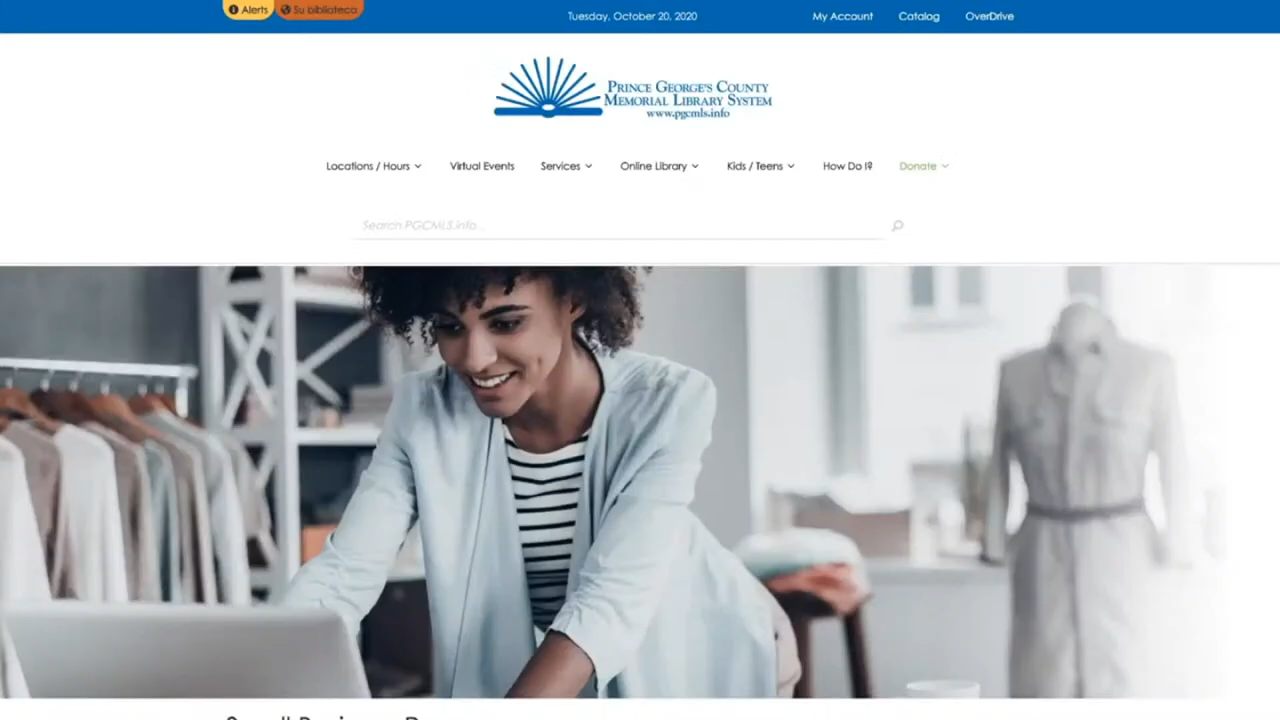 Alerts
Su biblioteca
Tuesday, October 20, 2020
My Account
Catalog
OverDrive
PRINCE GEORGE'S COUNTY
MEMORIAL LIBRARY SYSTEM
www.pgcmls.info
Locations / Hours
Virtual Events
Services
Online Library
Kids / Teens
How Do I?
Donate
Search PGCMLS.info...